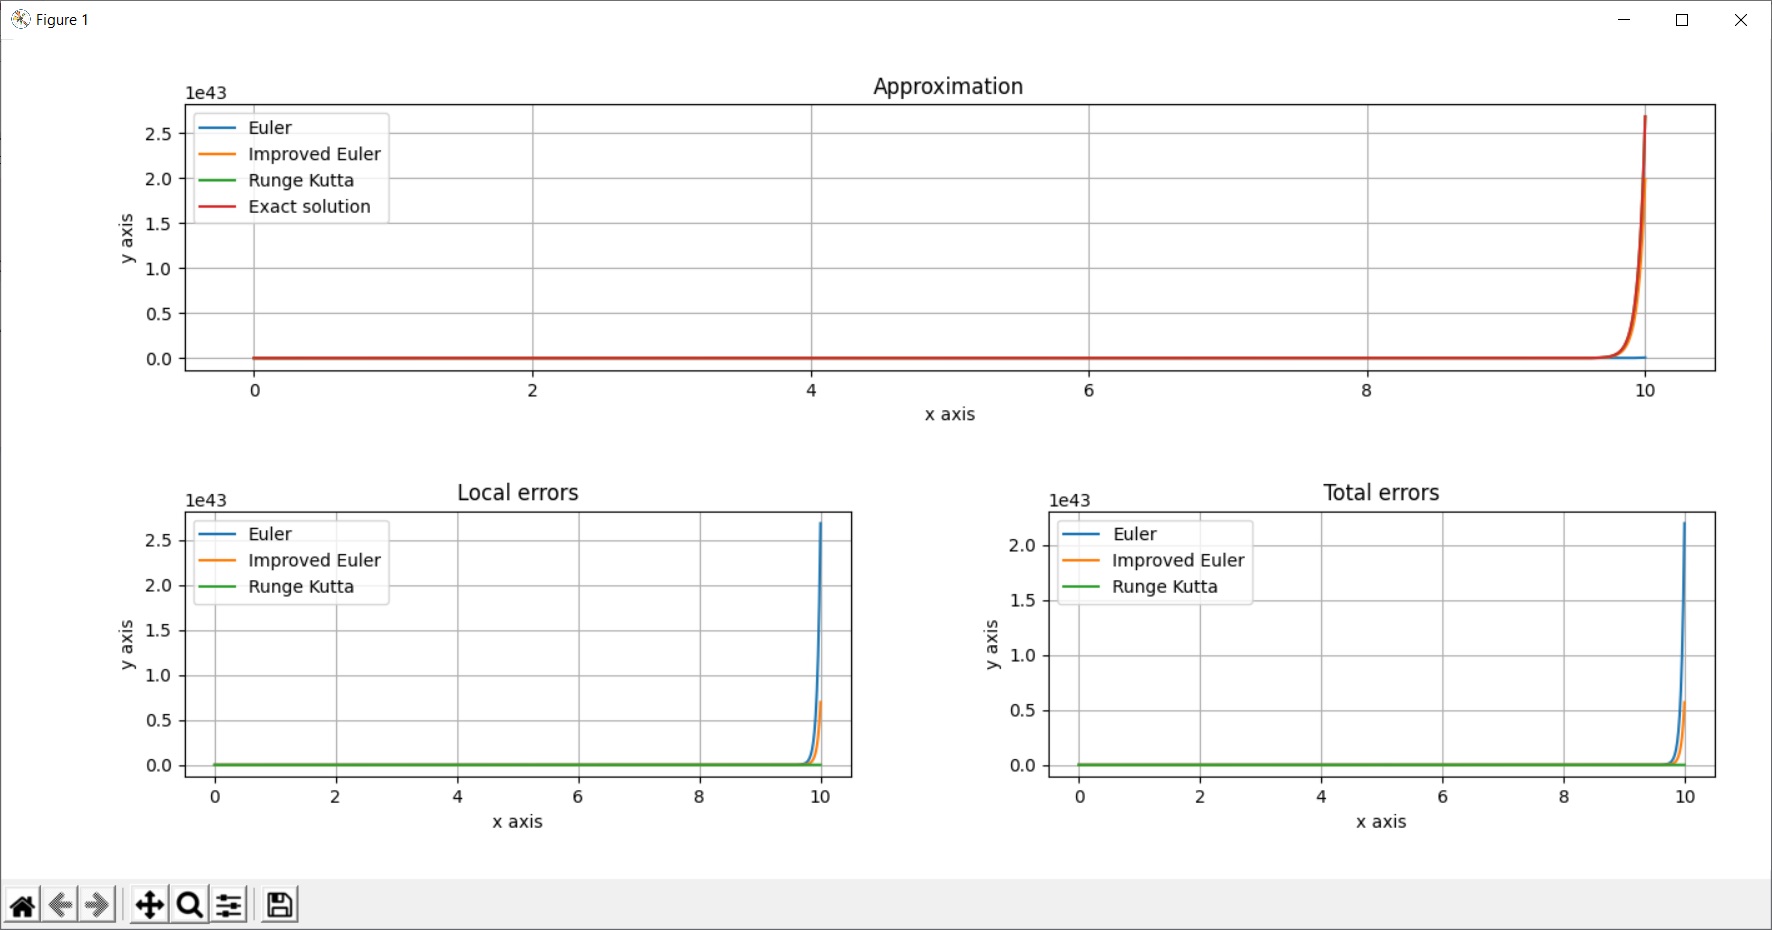 Figure 1
Approximation
1e43
Euler
Improved Euler
Runge Kutta
Exact solution
2.5
2.0
1.5
1.0
0.5
0.0
y axis
0 2 4 6 8 10
x axis
Local errors
1e43
Euler
Improved Euler
Runge Kutta
2.5
2.0
1.5
1.0
0.5
0.0
y axis
0 2 4 6 8 10
x axis
Total errors
1e43
Euler
Improved Euler
Runge Kutta
2.0
1.5
1.0
0.5
0.0
y axis
0 2 4 6 8 10
x axis